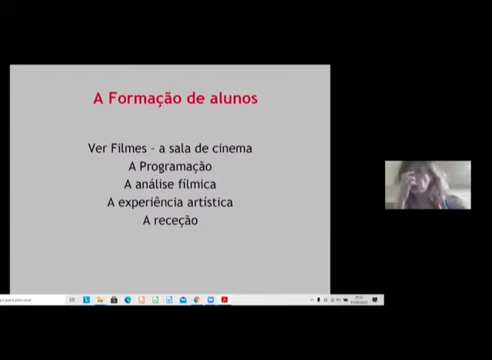 A Formação de alunos
Ver Filmes – a sala de cinema
A Programação
A análise fílmica
A experiência artística
A receção